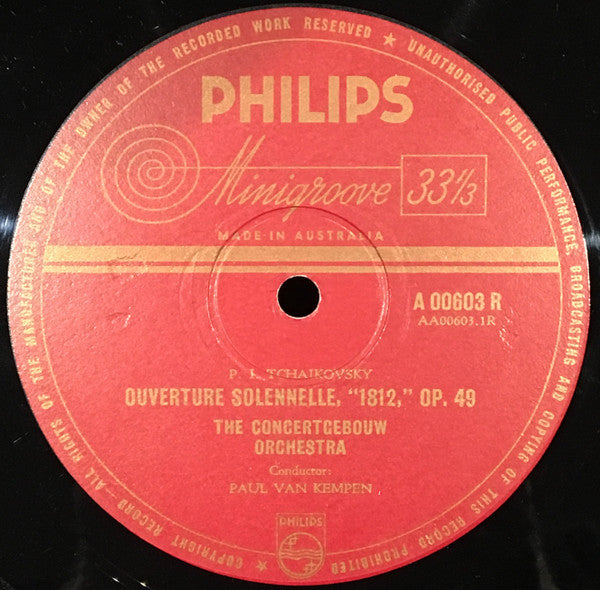 PHILIPS
Minigroove 33⅓
MADE IN AUSTRALIA
A 00603 R
AA00603.1R
P. I. TCHAIKOVSKY
OUVERTURE SOLENNELLE, "1812," OP. 49
THE CONCERTGEBOUW
ORCHESTRA
Conductor:
PAUL VAN KEMPEN
PHILIPS
★ COPYRIGHT RECORD—ALL RIGHTS OF THE MANUFACTURER AND OF THE OWNER OF THE RECORDED WORK RESERVED ★ UNAUTHORISED PUBLIC PERFORMANCE, BROADCASTING AND COPYING OF THIS RECORD PROHIBITED